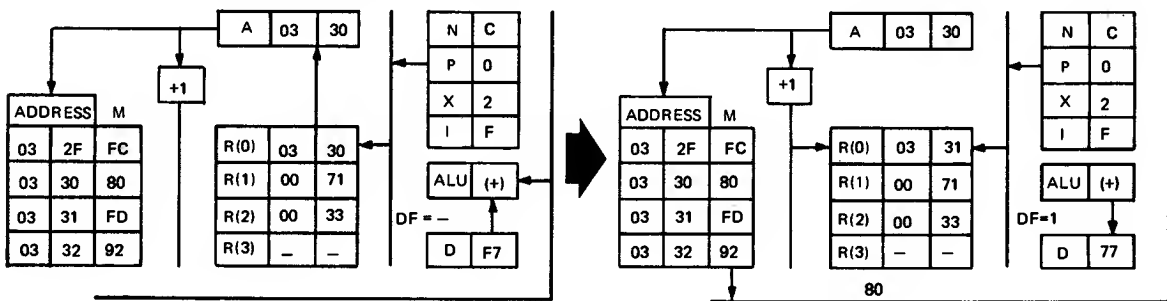 A 03 30
N C
P 0
X 2
I F
+1
ADDRESS M
03 2F FC
03 30 80
03 31 FD
03 32 92
R(0) 03 30
R(1) 00 71
R(2) 00 33
R(3) – –
ALU (+)
DF = –
D F7
A 03 30
N C
P 0
X 2
I F
+1
ADDRESS M
03 2F FC
03 30 80
03 31 FD
03 32 92
R(0) 03 31
R(1) 00 71
R(2) 00 33
R(3) – –
ALU (+)
DF=1
D 77
80